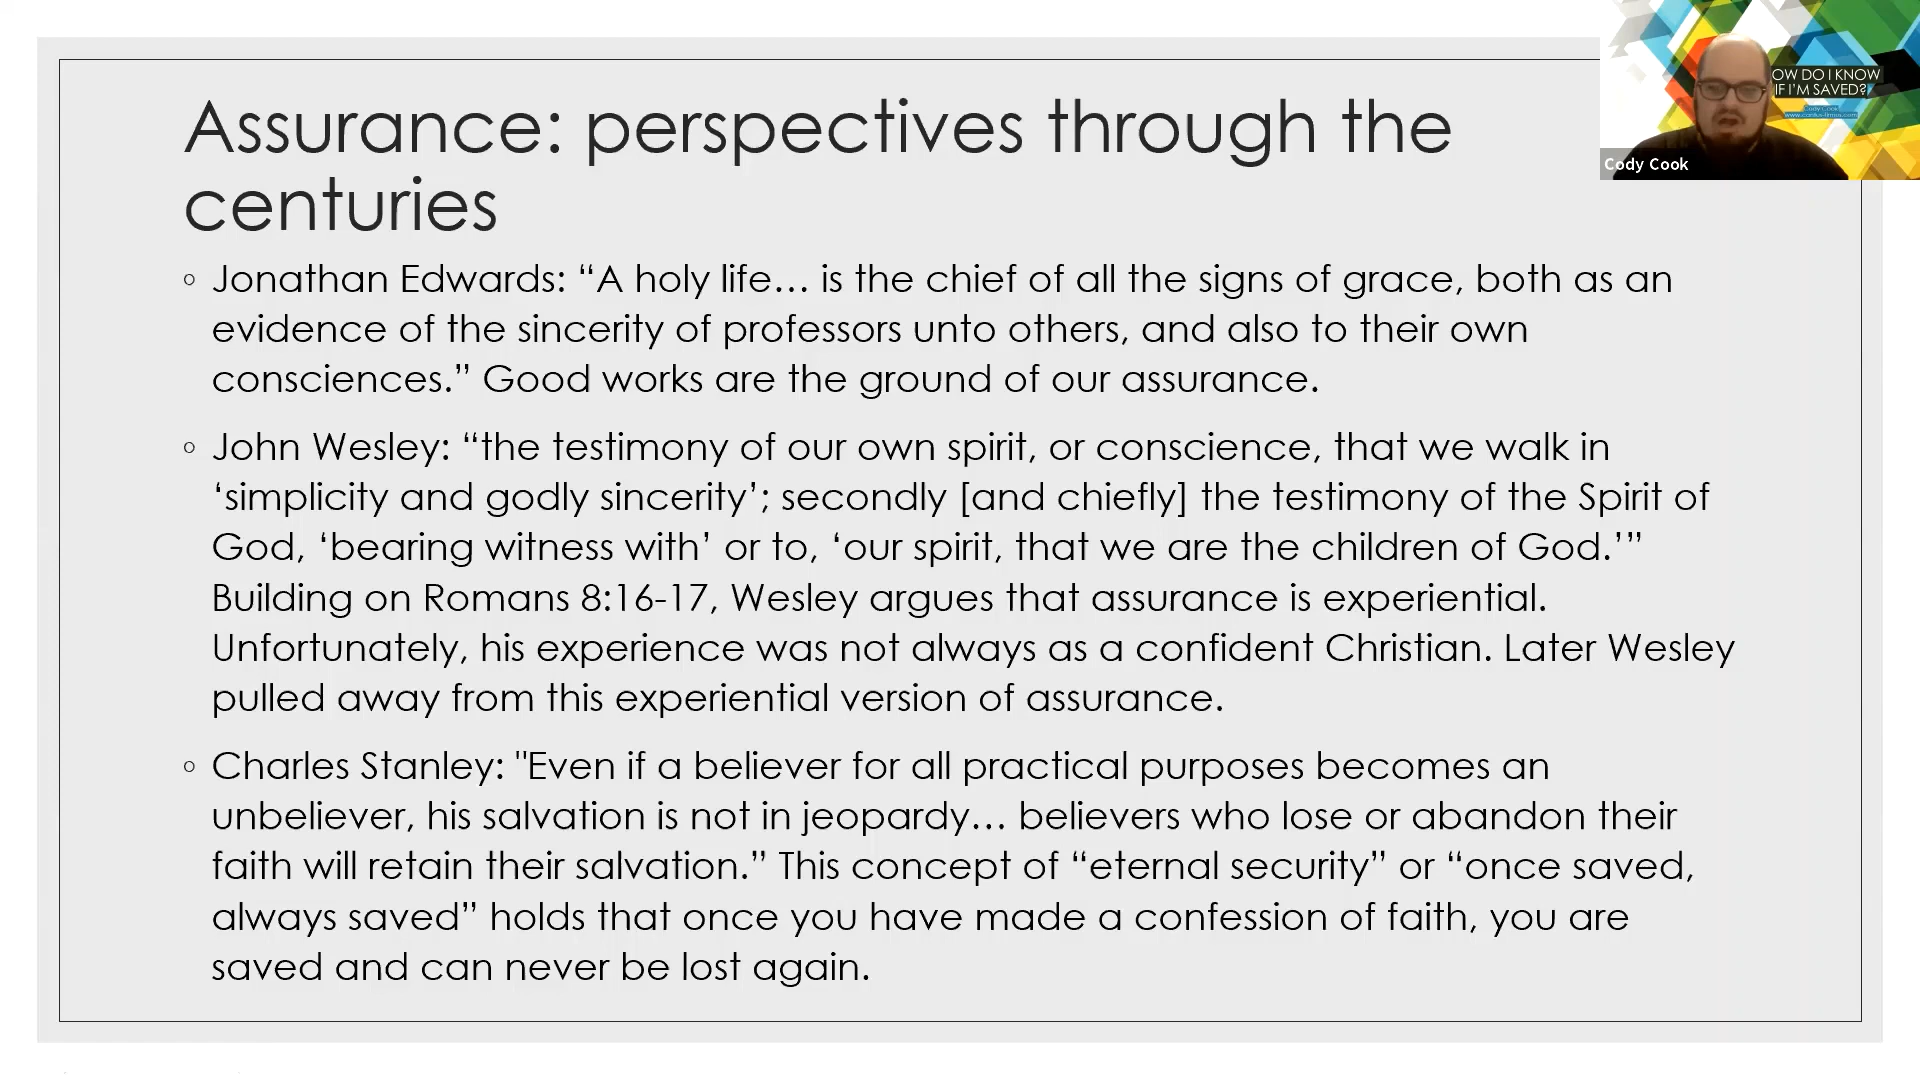 Assurance: perspectives through the
centuries
◦ Jonathan Edwards: “A holy life… is the chief of all the signs of grace, both as an
evidence of the sincerity of professors unto others, and also to their own
consciences.” Good works are the ground of our assurance.
◦ John Wesley: “the testimony of our own spirit, or conscience, that we walk in
‘simplicity and godly sincerity’; secondly [and chiefly] the testimony of the Spirit of
God, ‘bearing witness with’ or to, ‘our spirit, that we are the children of God.’”
Building on Romans 8:16-17, Wesley argues that assurance is experiential.
Unfortunately, his experience was not always as a confident Christian. Later Wesley
pulled away from this experiential version of assurance.
◦ Charles Stanley: "Even if a believer for all practical purposes becomes an
unbeliever, his salvation is not in jeopardy… believers who lose or abandon their
faith will retain their salvation.” This concept of “eternal security” or “once saved,
always saved” holds that once you have made a confession of faith, you are
saved and can never be lost again.
OW DO I KNOW
IF I'M SAVED?
Cody Cook
Cody Cook